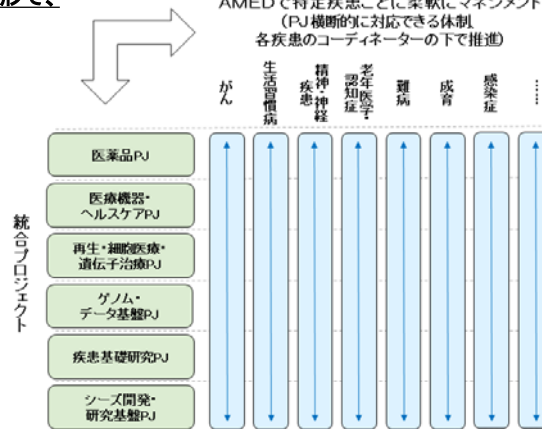 形で、
AMEDで特定疾患ごとに柔軟にマネジメント
(PJ横断的に対応できる体制
各疾患のコーディネーターの下で推進)
がん
生活習慣病
精神・神経
疾患
老年医学・
認知症
難病
成育
感染症
……
統合プロジェクト
医薬品PJ
医療機器・
ヘルスケアPJ
再生・細胞医療・
遺伝子治療PJ
ゲノム・
データ基盤PJ
疾患基礎研究PJ
シーズ開発・
研究基盤PJ